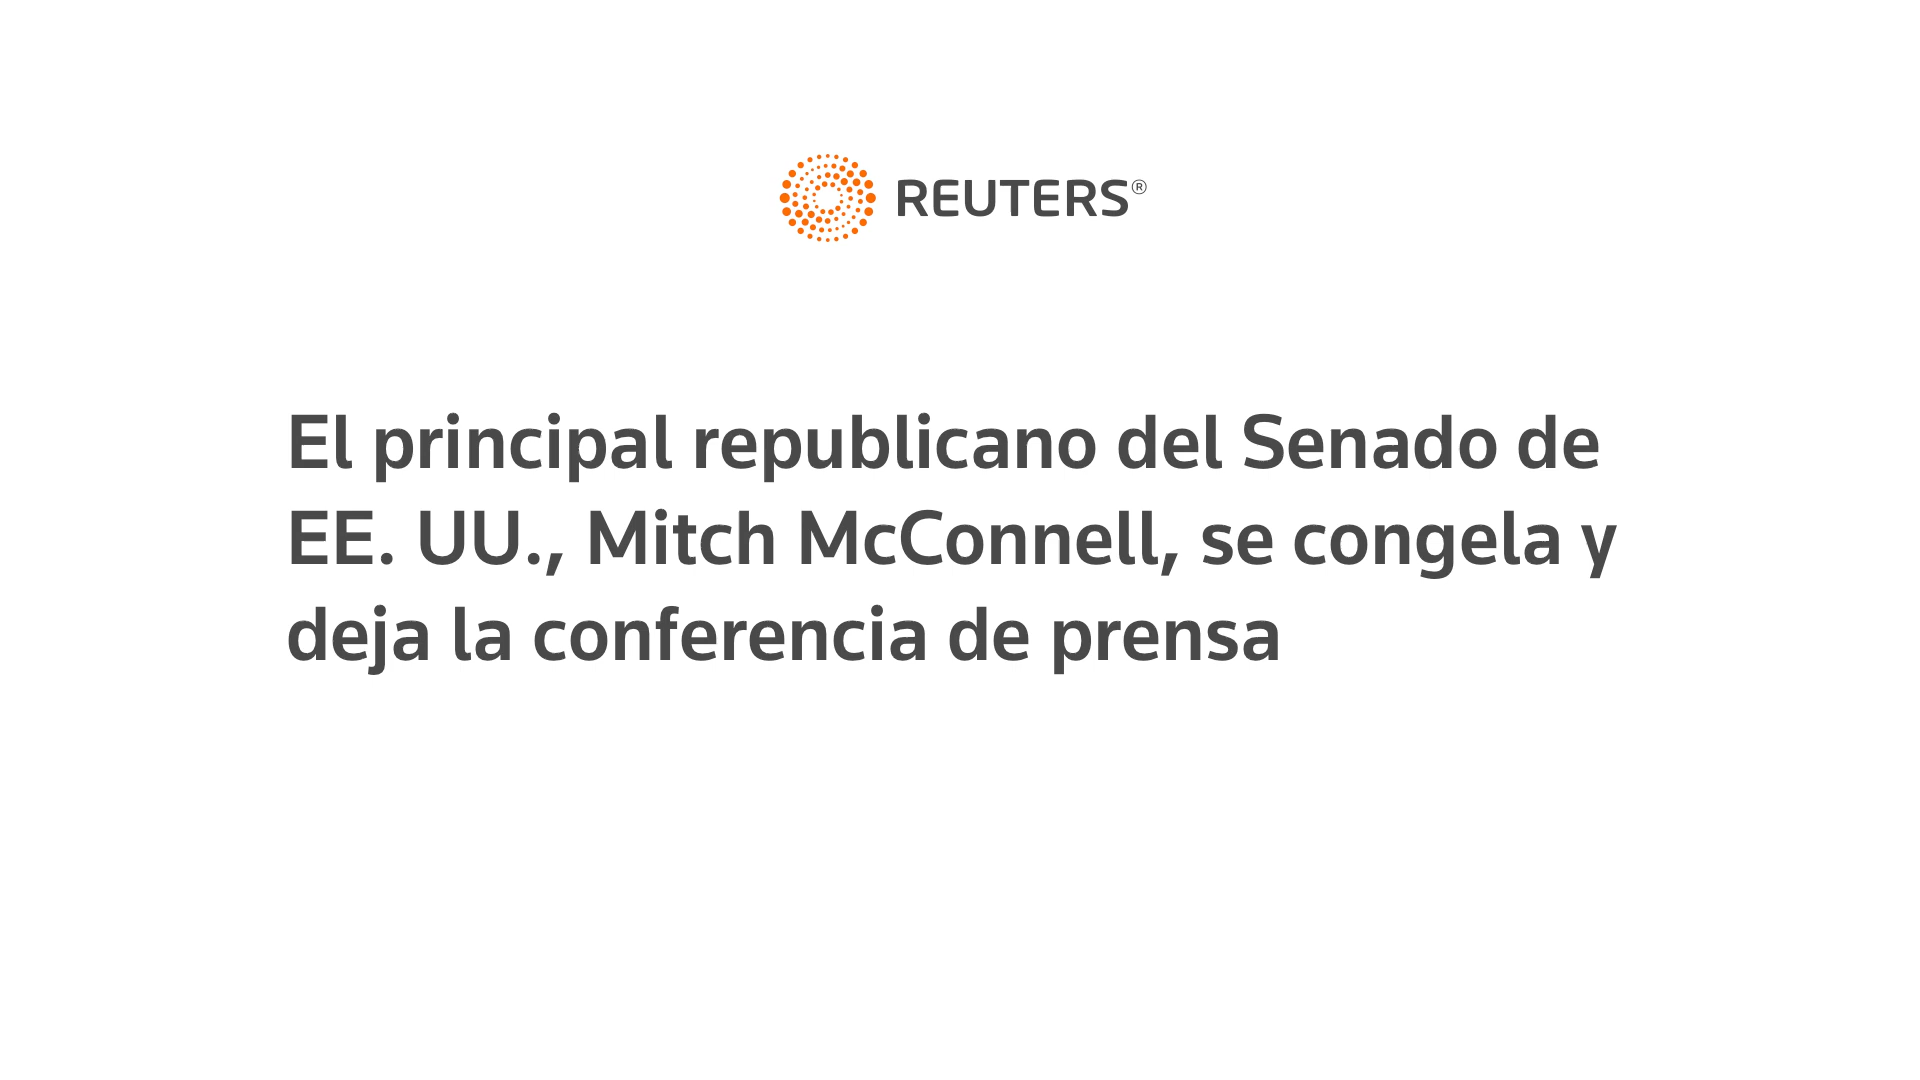 REUTERS®
El principal republicano del Senado de
EE. UU., Mitch McConnell, se congela y
deja la conferencia de prensa